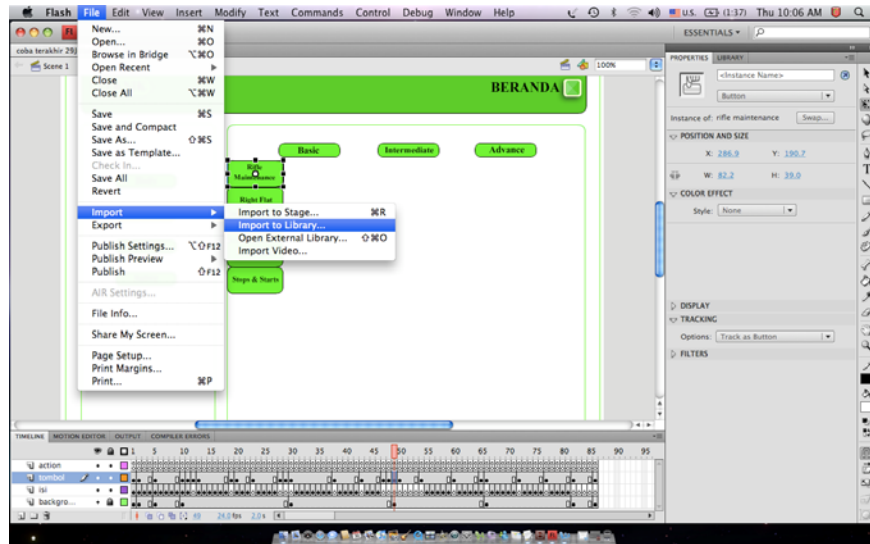 Flash File Edit View Insert Modify Text Commands Control Debug Window Help U.S. (1:37) Thu 10:06 AM
ESSENTIALS
coba terakhir 29
Scene 1 100%
New... ⌘N
Open... ⌘O
Browse in Bridge ⌥⌘O
Open Recent
Close ⌘W
Close All ⌥⌘W
Save ⌘S
Save and Compact
Save As... ⇧⌘S
Save as Template...
Check In...
Save All
Revert
Import
Export
Publish Settings... ⌥⇧F12
Publish Preview
Publish ⇧F12
AIR Settings...
File Info...
Share My Screen...
Page Setup...
Print Margins...
Print... ⌘P
Import to Stage... ⌘R
Import to Library...
Open External Library... ⇧⌘O
Import Video...
BERANDA
Basic Intermediate Advance
Rifle
Maintenance
Right Flat
Stops & Starts
PROPERTIES LIBRARY
<Instance Name>
Button
Instance of: rifle maintenance Swap...
POSITION AND SIZE
X: 286.9 Y: 190.7
W: 82.2 H: 39.0
COLOR EFFECT
Style: None
DISPLAY
TRACKING
Options: Track as Button
FILTERS
TIMELINE MOTION EDITOR OUTPUT COMPILER ERRORS
1 5 10 15 20 25 30 35 40 45 50 55 60 65 70 75 80 85 90 95
action
tombol
isi
backgro...
49 24.0 fps 2.0 s